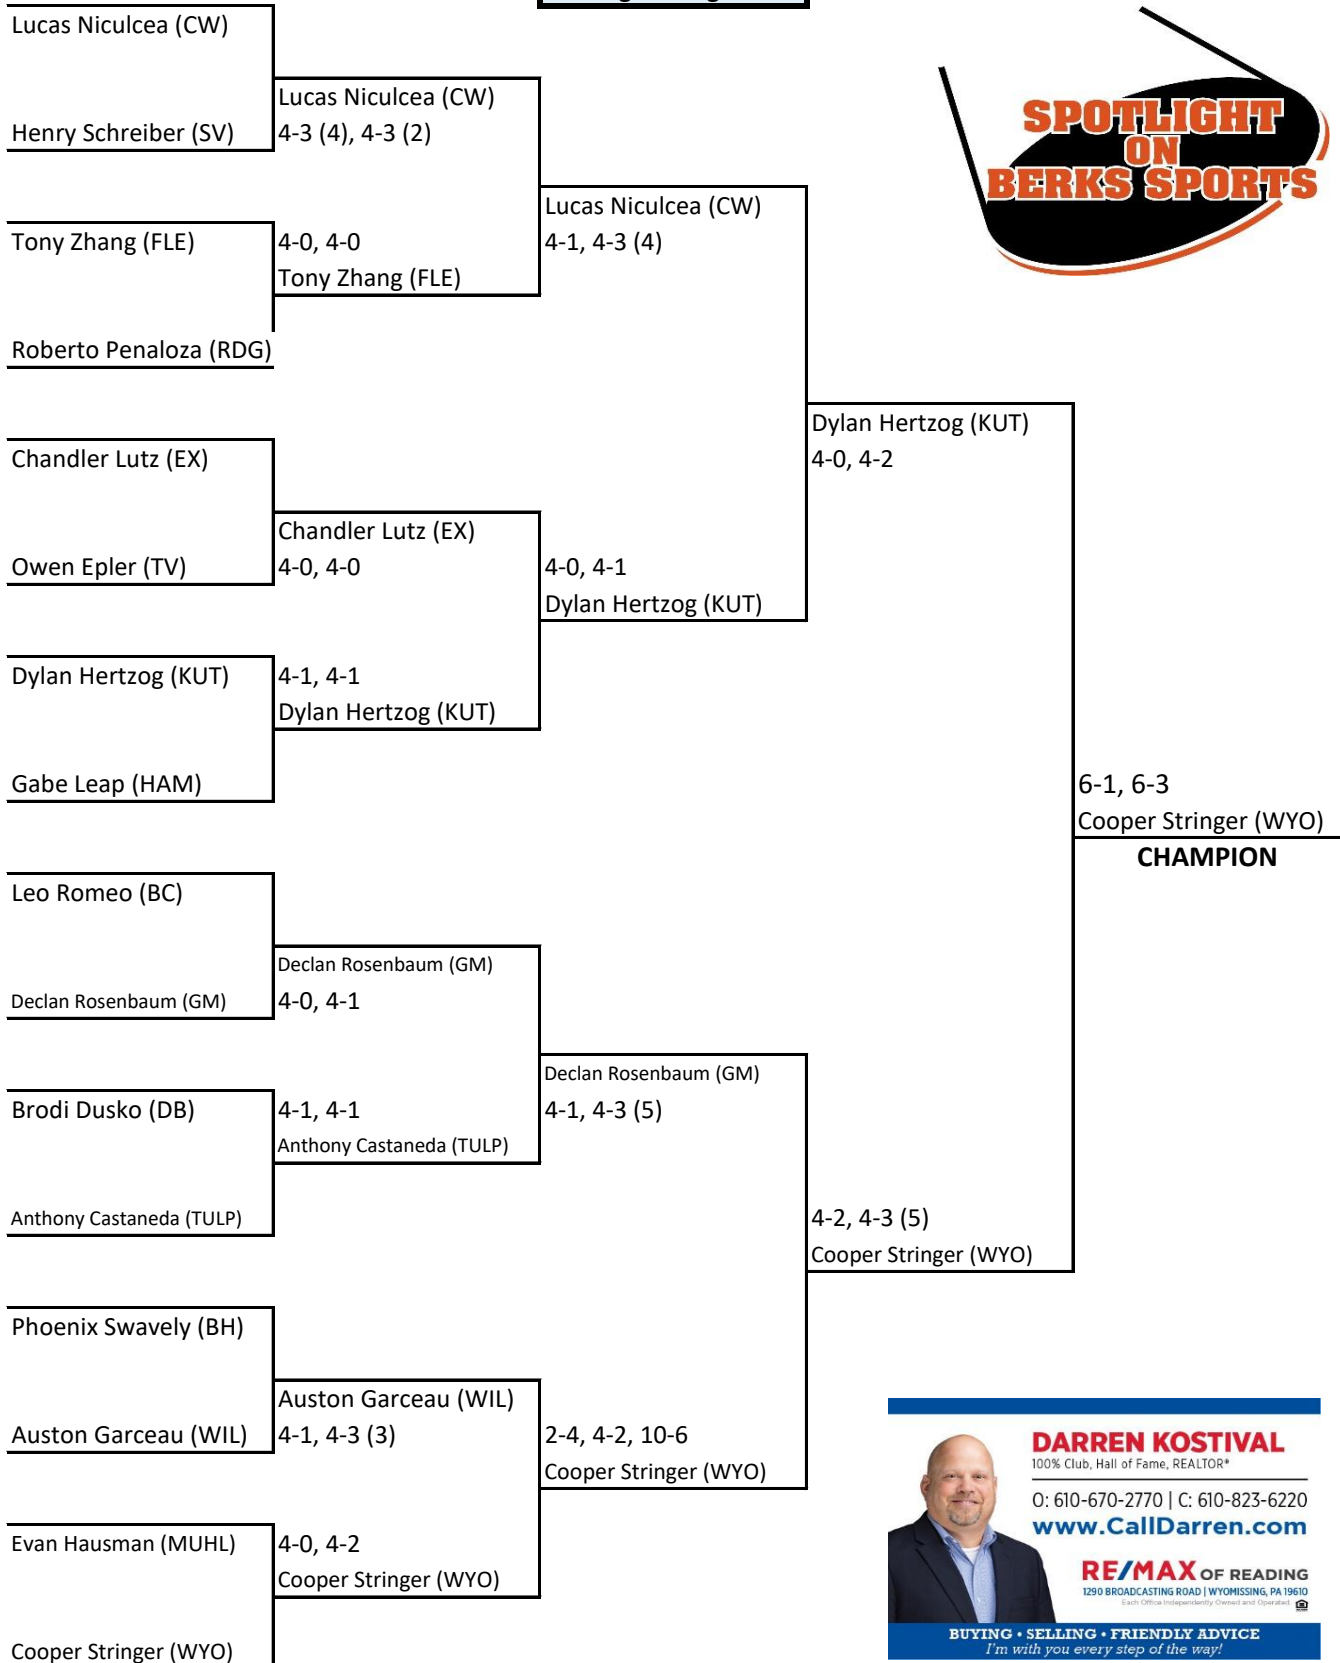 Lucas Niculcea (CW)
Lucas Niculcea (CW)
Henry Schreiber (SV)
4-3 (4), 4-3 (2)
Lucas Niculcea (CW)
Tony Zhang (FLE)
4-0, 4-0
4-1, 4-3 (4)
Tony Zhang (FLE)
Roberto Penaloza (RDG)
Dylan Hertzog (KUT)
Chandler Lutz (EX)
4-0, 4-2
Chandler Lutz (EX)
Owen Epler (TV)
4-0, 4-0
4-0, 4-1
Dylan Hertzog (KUT)
Dylan Hertzog (KUT)
4-1, 4-1
Dylan Hertzog (KUT)
Gabe Leap (HAM)
6-1, 6-3
Cooper Stringer (WYO)
CHAMPION
Leo Romeo (BC)
Declan Rosenbaum (GM)
Declan Rosenbaum (GM)
4-0, 4-1
Declan Rosenbaum (GM)
Brodi Dusko (DB)
4-1, 4-1
4-1, 4-3 (5)
Anthony Castaneda (TULP)
Anthony Castaneda (TULP)
4-2, 4-3 (5)
Cooper Stringer (WYO)
Phoenix Swavely (BH)
Auston Garceau (WIL)
Auston Garceau (WIL)
4-1, 4-3 (3)
2-4, 4-2, 10-6
Cooper Stringer (WYO)
Evan Hausman (MUHL)
4-0, 4-2
Cooper Stringer (WYO)
Cooper Stringer (WYO)
SPOTLIGHT
ON
BERKS SPORTS
DARREN KOSTIVAL
100% Club, Hall of Fame, REALTOR®
O: 610-670-2770 | C: 610-823-6220
www.CallDarren.com
RE/MAX OF READING
1290 BROADCASTING ROAD | WYOMISSING, PA 19610
Each Office Independently Owned and Operated
BUYING • SELLING • FRIENDLY ADVICE
I'm with you every step of the way!